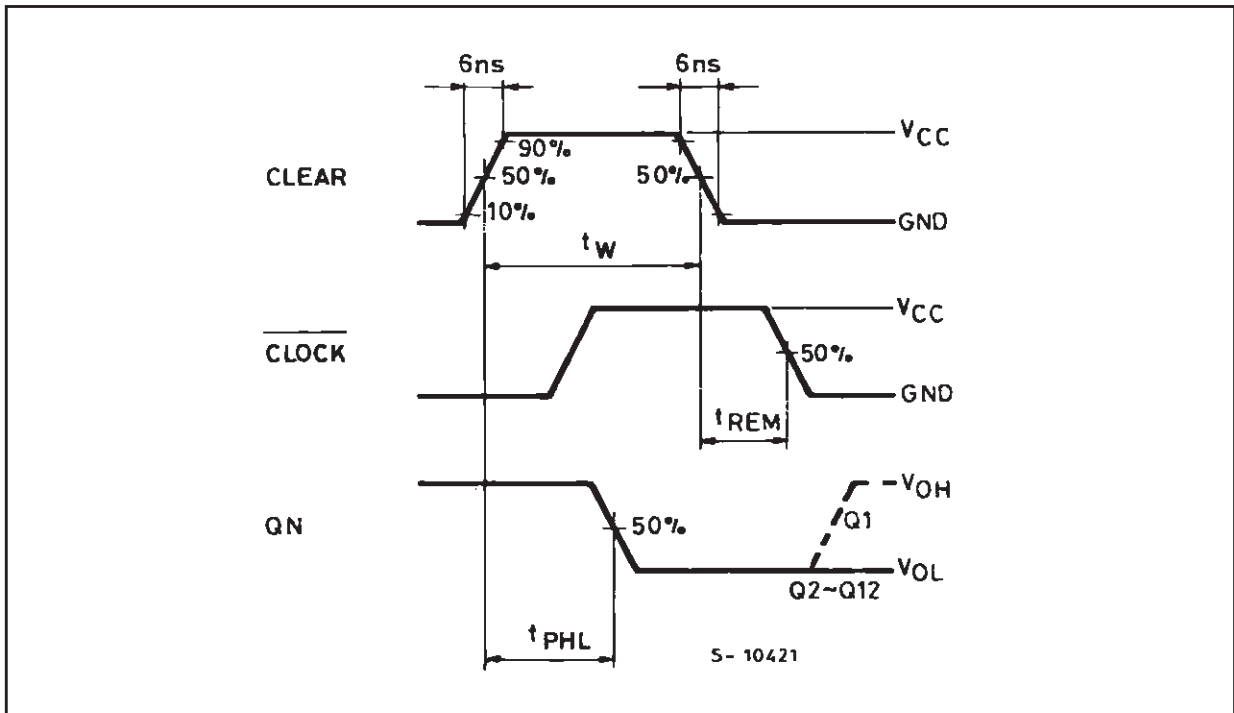 6ns 6ns
VCC
90%
CLEAR 50% 50%
10%
GND
tW
VCC
CLOCK 50%
GND
tREM
VOH
Q1
QN 50%
VOL
Q2~Q12
tPHL
S- 10421